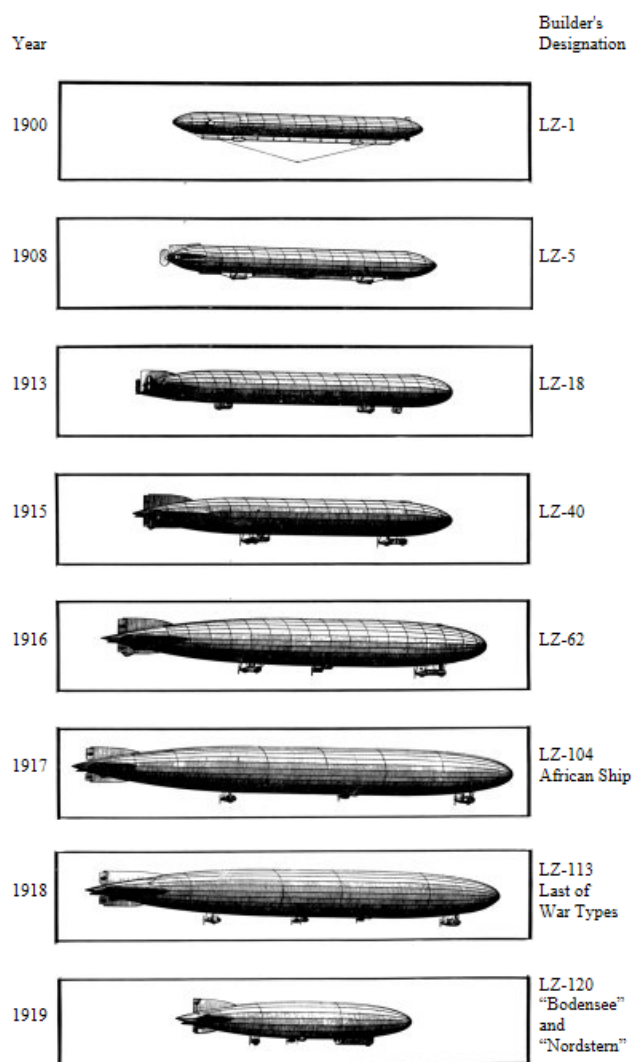 Year
Builder's
Designation
1900
LZ-1
1908
LZ-5
1913
LZ-18
1915
LZ-40
1916
LZ-62
1917
LZ-104
African Ship
1918
LZ-113
Last of
War Types
1919
LZ-120
“Bodensee”
and
“Nordstern”